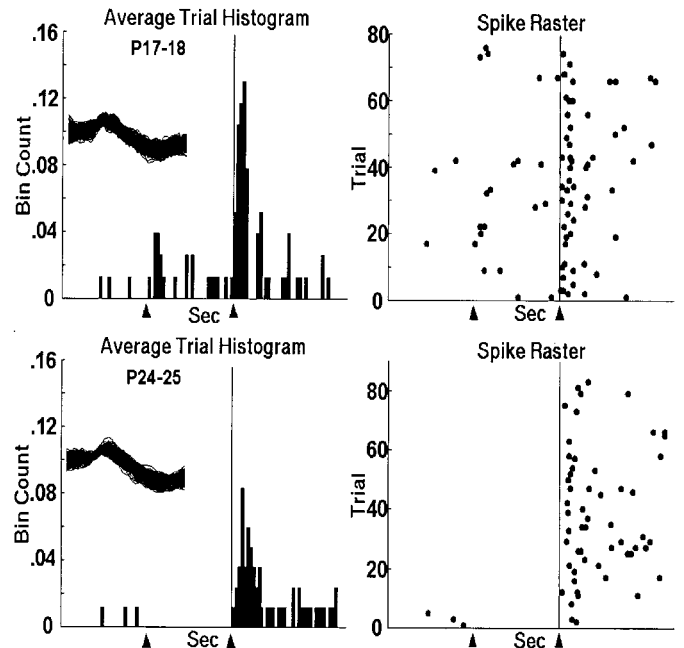 Average Trial Histogram
P17-18
.16
.12
.08
.04
0
Bin Count
Sec
Spike Raster
80
60
40
20
0
Trial
Sec
Average Trial Histogram
P24-25
.16
.12
.08
.04
0
Bin Count
Sec
Spike Raster
80
60
40
20
0
Trial
Sec